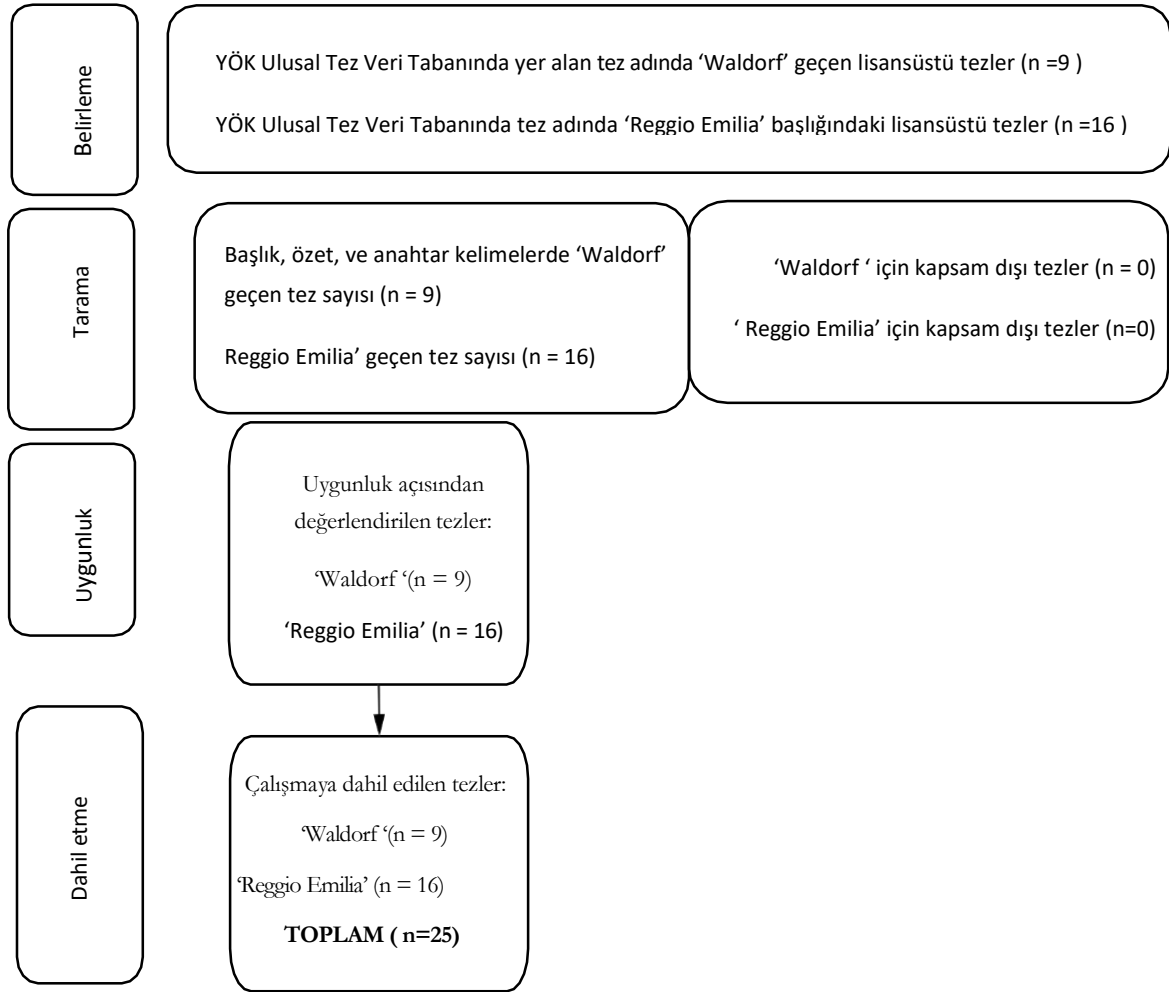 Belirleme
YÖK Ulusal Tez Veri Tabanında yer alan tez adında ‘Waldorf’ geçen lisansüstü tezler (n =9 )
YÖK Ulusal Tez Veri Tabanında tez adında ‘Reggio Emilia’ başlığındaki lisansüstü tezler (n =16 )
Tarama
Başlık, özet, ve anahtar kelimelerde ‘Waldorf’
geçen tez sayısı (n = 9)
Reggio Emilia’ geçen tez sayısı (n = 16)
‘Waldorf ‘ için kapsam dışı tezler (n = 0)
‘ Reggio Emilia’ için kapsam dışı tezler (n=0)
Uygunluk
Uygunluk açısından
değerlendirilen tezler:
‘Waldorf ‘(n = 9)
‘Reggio Emilia’ (n = 16)
Dahil etme
Çalışmaya dahil edilen tezler:
‘Waldorf ‘(n = 9)
‘Reggio Emilia’ (n = 16)
TOPLAM ( n=25)